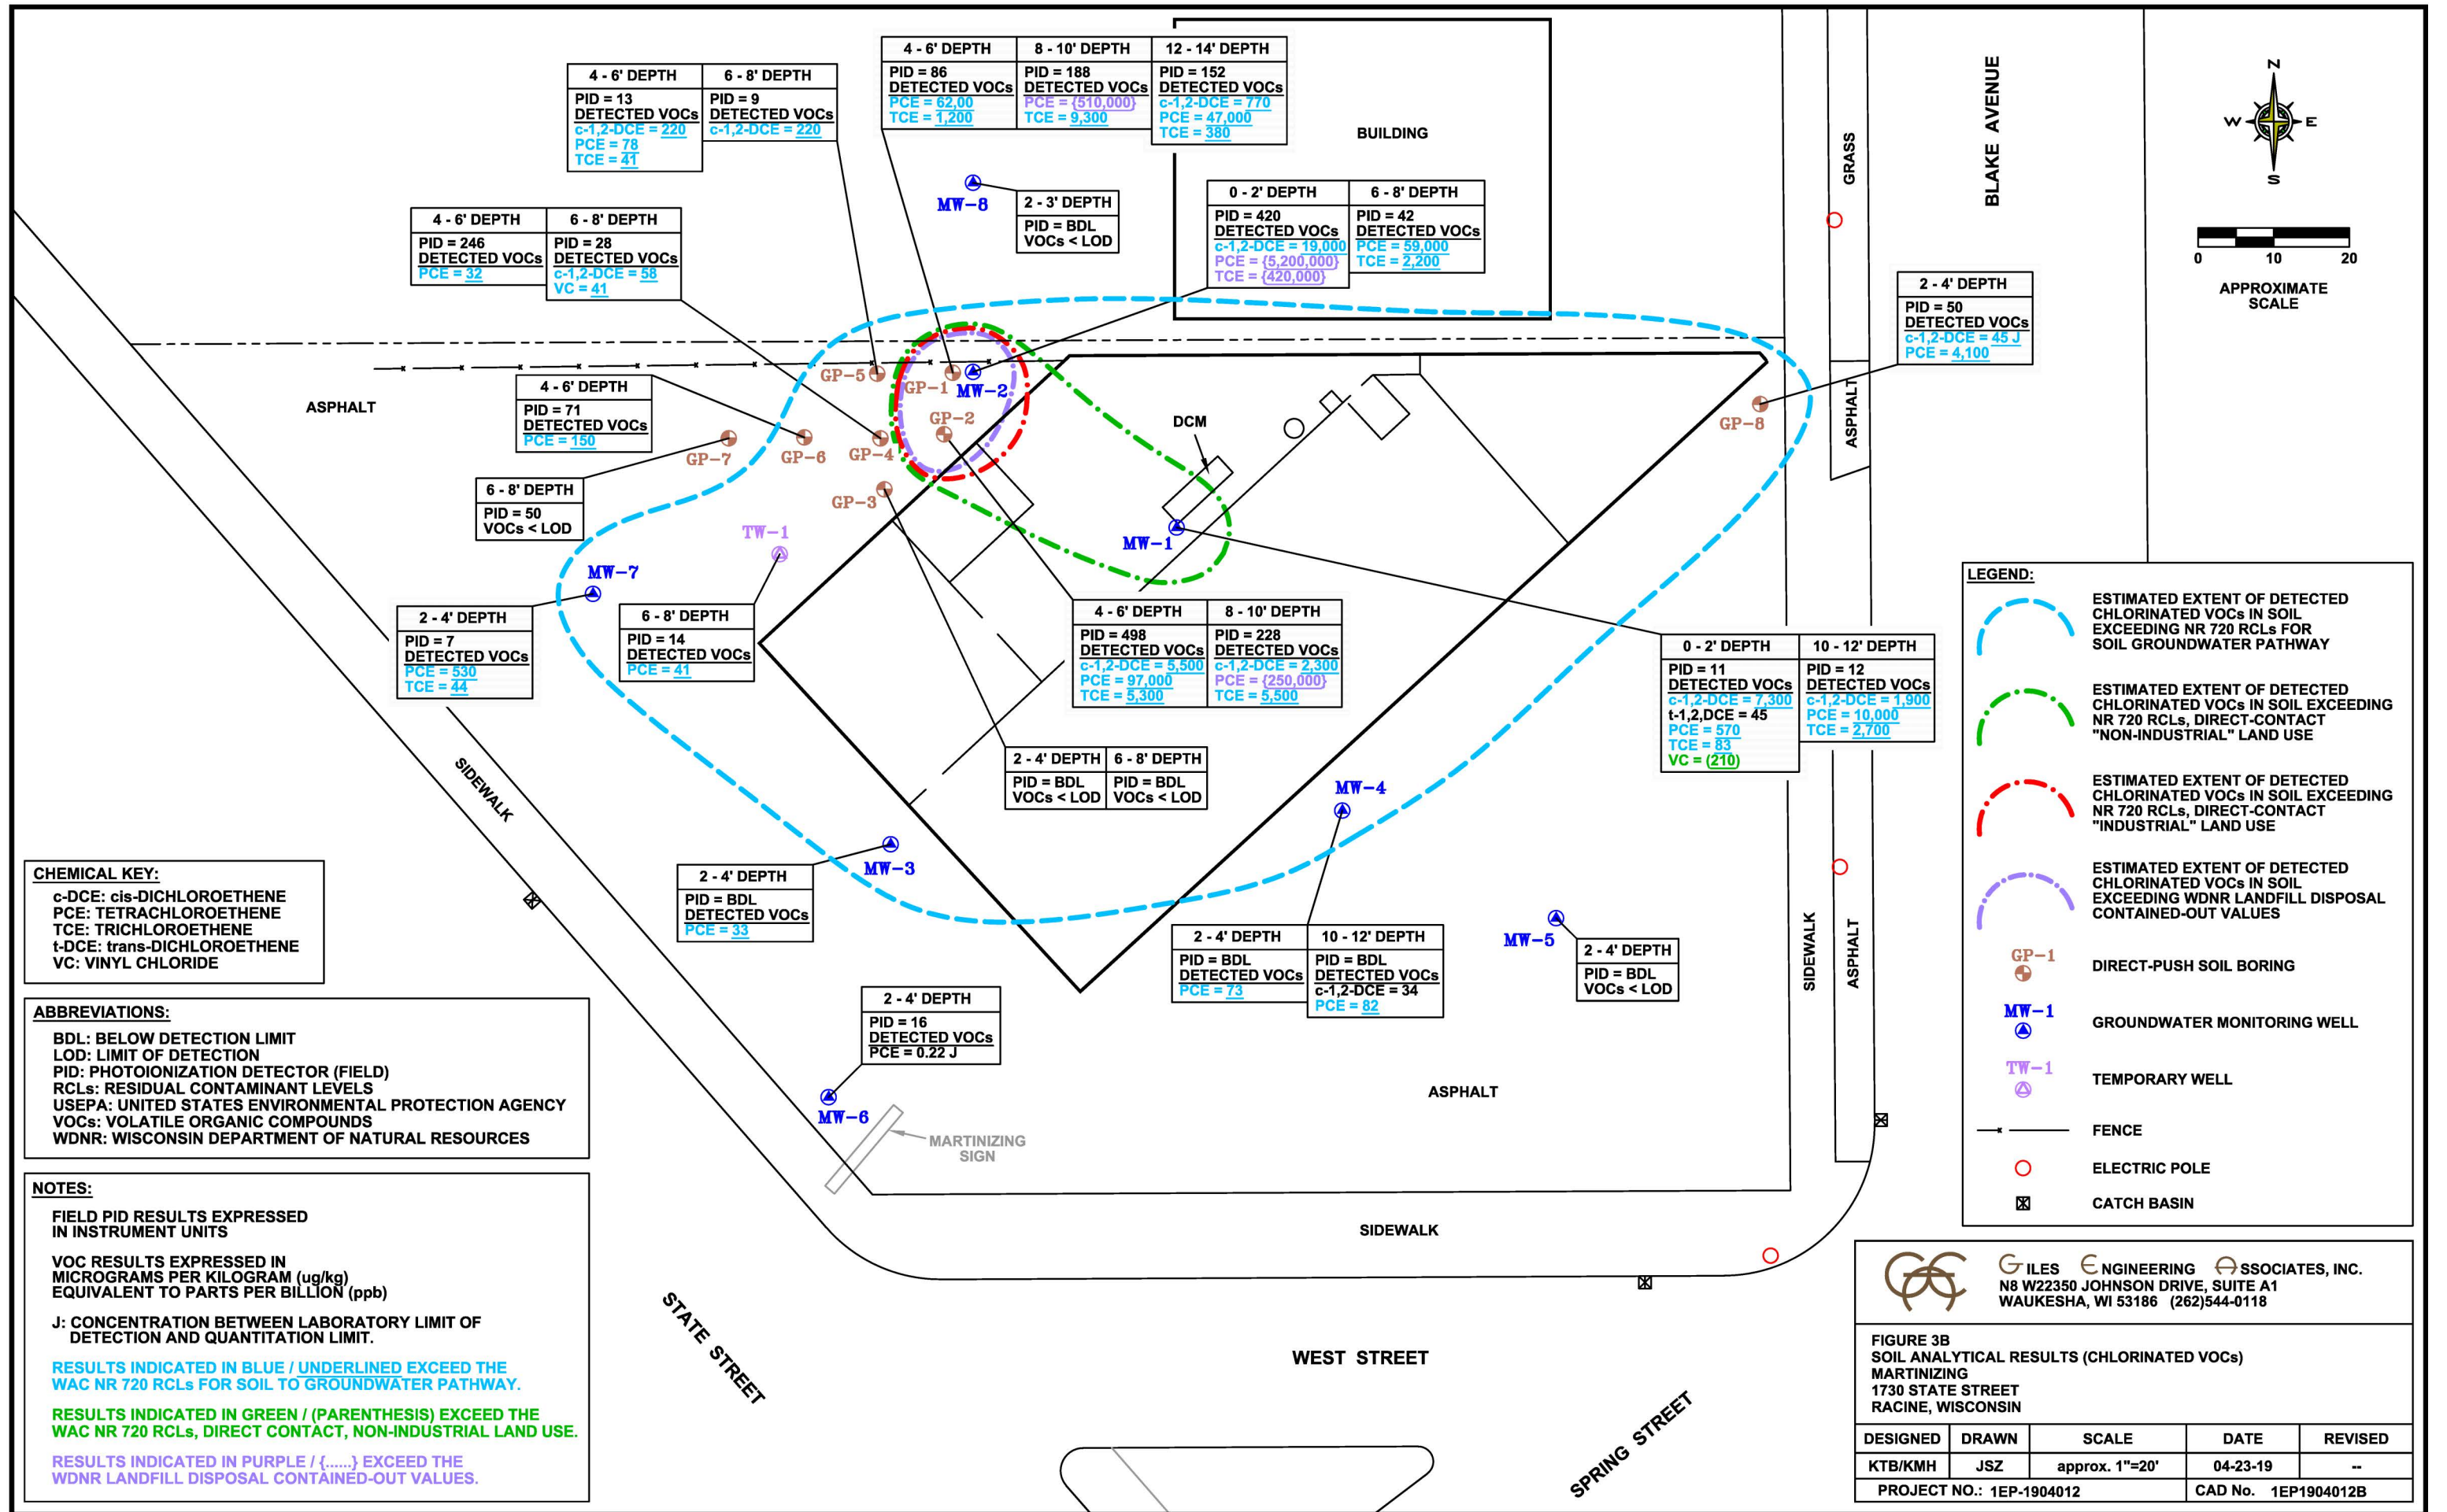 4 - 6' DEPTH
PID = 13
DETECTED VOCs
c-1,2-DCE = 220
PCE = 78
TCE = 41
6 - 8' DEPTH
PID = 9
DETECTED VOCs
c-1,2-DCE = 220
4 - 6' DEPTH
PID = 86
DETECTED VOCs
PCE = 62,00
TCE = 1,200
8 - 10' DEPTH
PID = 188
DETECTED VOCs
PCE = {510,000}
TCE = 9,300
12 - 14' DEPTH
PID = 152
DETECTED VOCs
c-1,2-DCE = 770
PCE = 47,000
TCE = 380
BUILDING
GRASS
BLAKE AVENUE
N
W
E
S
0
10
20
APPROXIMATE
SCALE
MW-8
2 - 3' DEPTH
PID = BDL
VOCs < LOD
4 - 6' DEPTH
PID = 246
DETECTED VOCs
PCE = 32
6 - 8' DEPTH
PID = 28
DETECTED VOCs
c-1,2-DCE = 58
VC = 41
0 - 2' DEPTH
PID = 420
DETECTED VOCs
c-1,2-DCE = 19,000
PCE = {5,200,000}
TCE = {420,000}
6 - 8' DEPTH
PID = 42
DETECTED VOCs
PCE = 59,000
TCE = 2,200
2 - 4' DEPTH
PID = 50
DETECTED VOCs
c-1,2-DCE = 45 J
PCE = 4,100
ASPHALT
4 - 6' DEPTH
PID = 71
DETECTED VOCs
PCE = 150
GP-5
GP-1
MW-2
GP-2
GP-7
GP-6
GP-4
GP-3
DCM
MW-1
GP-8
ASPHALT
6 - 8' DEPTH
PID = 50
VOCs < LOD
TW-1
MW-7
2 - 4' DEPTH
PID = 7
DETECTED VOCs
PCE = 530
TCE = 44
6 - 8' DEPTH
PID = 14
DETECTED VOCs
PCE = 41
4 - 6' DEPTH
PID = 498
DETECTED VOCs
c-1,2-DCE = 5,500
PCE = 97,000
TCE = 5,300
8 - 10' DEPTH
PID = 228
DETECTED VOCs
c-1,2-DCE = 2,300
PCE = {250,000}
TCE = 5,500
0 - 2' DEPTH
PID = 11
DETECTED VOCs
c-1,2-DCE = 7,300
t-1,2,DCE = 45
PCE = 570
TCE = 83
VC = (210)
10 - 12' DEPTH
PID = 12
DETECTED VOCs
c-1,2-DCE = 1,900
PCE = 10,000
TCE = 2,700
2 - 4' DEPTH
PID = BDL
VOCs < LOD
6 - 8' DEPTH
PID = BDL
VOCs < LOD
SIDEWALK
MW-3
2 - 4' DEPTH
PID = BDL
DETECTED VOCs
PCE = 33
MW-4
2 - 4' DEPTH
PID = BDL
DETECTED VOCs
PCE = 73
10 - 12' DEPTH
PID = BDL
DETECTED VOCs
c-1,2-DCE = 34
PCE = 82
MW-5
2 - 4' DEPTH
PID = BDL
VOCs < LOD
SIDEWALK
ASPHALT
2 - 4' DEPTH
PID = 16
DETECTED VOCs
PCE = 0.22 J
MW-6
MARTINIZING
SIGN
ASPHALT
SIDEWALK
STATE STREET
WEST STREET
SPRING STREET
CHEMICAL KEY:
c-DCE: cis-DICHLOROETHENE
PCE: TETRACHLOROETHENE
TCE: TRICHLOROETHENE
t-DCE: trans-DICHLOROETHENE
VC: VINYL CHLORIDE
ABBREVIATIONS:
BDL: BELOW DETECTION LIMIT
LOD: LIMIT OF DETECTION
PID: PHOTOIONIZATION DETECTOR (FIELD)
RCLs: RESIDUAL CONTAMINANT LEVELS
USEPA: UNITED STATES ENVIRONMENTAL PROTECTION AGENCY
VOCs: VOLATILE ORGANIC COMPOUNDS
WDNR: WISCONSIN DEPARTMENT OF NATURAL RESOURCES
NOTES:
FIELD PID RESULTS EXPRESSED
IN INSTRUMENT UNITS
VOC RESULTS EXPRESSED IN
MICROGRAMS PER KILOGRAM (ug/kg)
EQUIVALENT TO PARTS PER BILLION (ppb)
J: CONCENTRATION BETWEEN LABORATORY LIMIT OF
DETECTION AND QUANTITATION LIMIT.
RESULTS INDICATED IN BLUE / UNDERLINED EXCEED THE
WAC NR 720 RCLs FOR SOIL TO GROUNDWATER PATHWAY.
RESULTS INDICATED IN GREEN / (PARENTHESIS) EXCEED THE
WAC NR 720 RCLs, DIRECT CONTACT, NON-INDUSTRIAL LAND USE.
RESULTS INDICATED IN PURPLE / {......} EXCEED THE
WDNR LANDFILL DISPOSAL CONTAINED-OUT VALUES.
LEGEND:
ESTIMATED EXTENT OF DETECTED
CHLORINATED VOCs IN SOIL
EXCEEDING NR 720 RCLs FOR
SOIL GROUNDWATER PATHWAY
ESTIMATED EXTENT OF DETECTED
CHLORINATED VOCs IN SOIL EXCEEDING
NR 720 RCLs, DIRECT-CONTACT
"NON-INDUSTRIAL" LAND USE
ESTIMATED EXTENT OF DETECTED
CHLORINATED VOCs IN SOIL EXCEEDING
NR 720 RCLs, DIRECT-CONTACT
"INDUSTRIAL" LAND USE
ESTIMATED EXTENT OF DETECTED
CHLORINATED VOCs IN SOIL
EXCEEDING WDNR LANDFILL DISPOSAL
CONTAINED-OUT VALUES
GP-1
DIRECT-PUSH SOIL BORING
MW-1
GROUNDWATER MONITORING WELL
TW-1
TEMPORARY WELL
FENCE
ELECTRIC POLE
CATCH BASIN
GILES ENGINEERING ASSOCIATES, INC.
N8 W22350 JOHNSON DRIVE, SUITE A1
WAUKESHA, WI 53186 (262)544-0118
FIGURE 3B
SOIL ANALYTICAL RESULTS (CHLORINATED VOCs)
MARTINIZING
1730 STATE STREET
RACINE, WISCONSIN
DESIGNED DRAWN SCALE DATE REVISED
KTB/KMH JSZ approx. 1"=20' 04-23-19 --
PROJECT NO.: 1EP-1904012 CAD No. 1EP1904012B